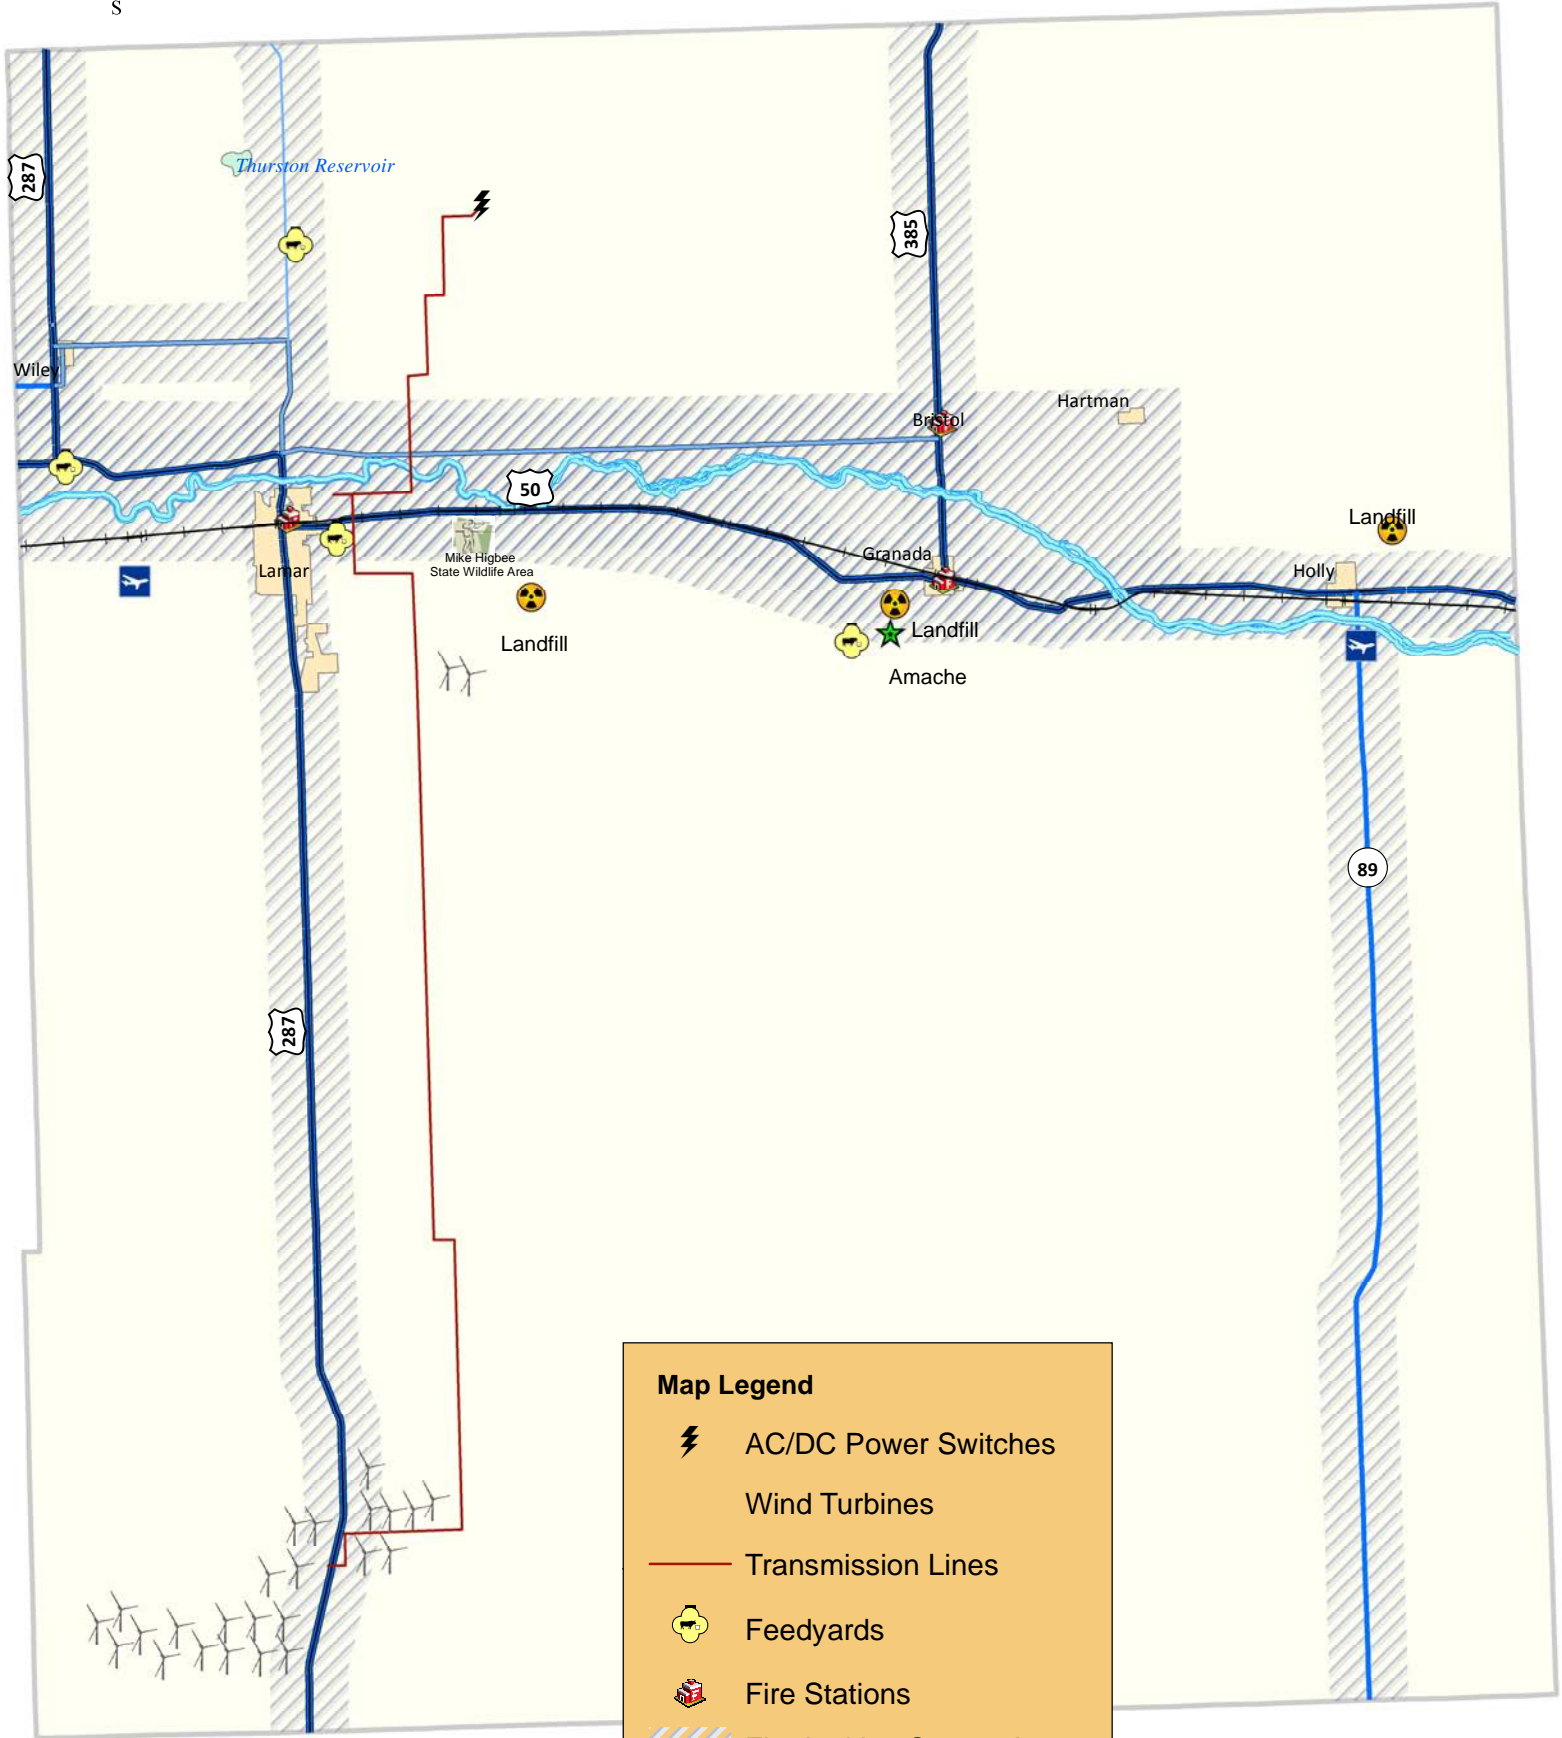 S
Thurston Reservoir
287
385
Wiley
Hartman
Bristol
50
Landfill
Mike Higbee
State Wildlife Area
Granada
Lamar
Holly
Landfill
Landfill
Amache
89
287
Map Legend
AC/DC Power Switches
Wind Turbines
Transmission Lines
Feedyards
Fire Stations